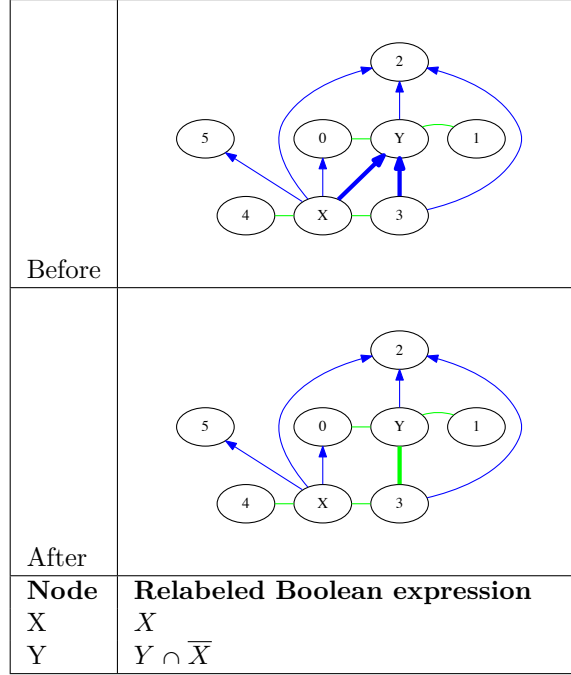 2
5 0 Y 1
4 X 3
Before
2
5 0 Y 1
4 X 3
After
Node Relabeled Boolean expression
X X
Y Y ∩ X̅